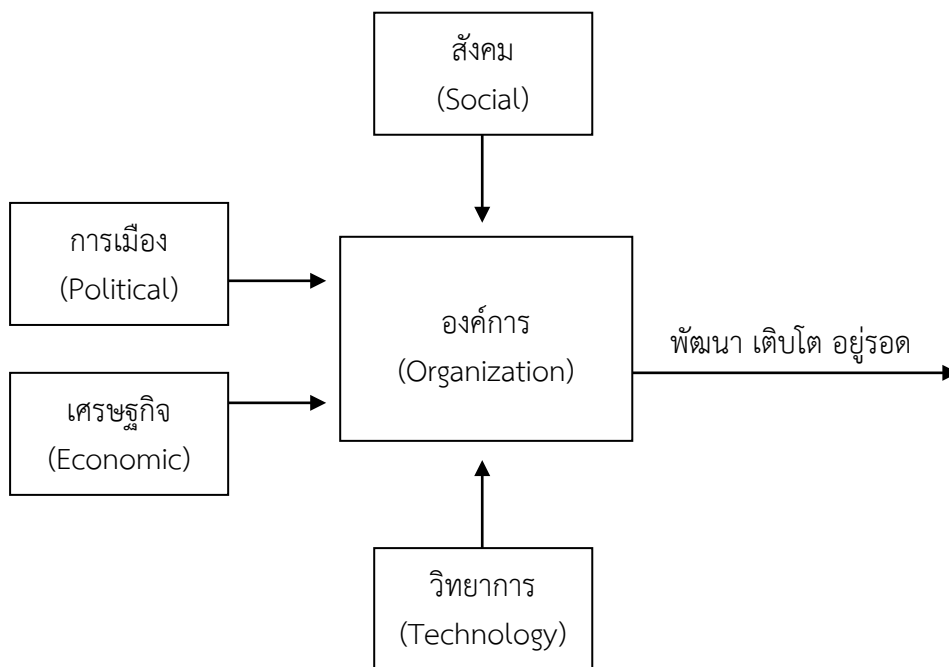 สังคม
(Social)
การเมือง
(Political)
องค์การ
(Organization)
พัฒนา เติบโต อยู่รอด
เศรษฐกิจ
(Economic)
วิทยาการ
(Technology)